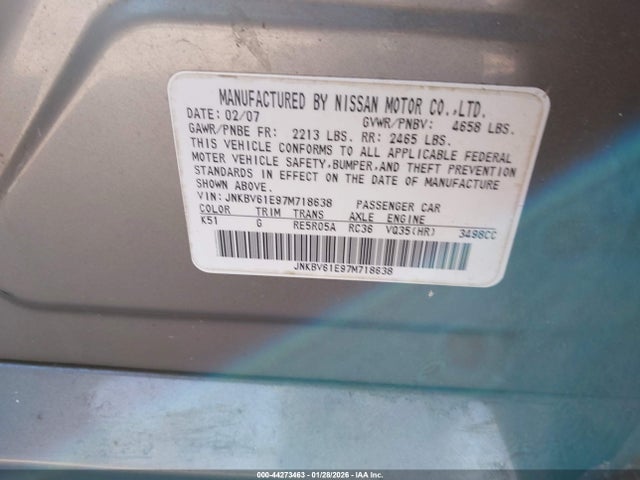 MANUFACTURED BY NISSAN MOTOR CO.,LTD.
DATE: 02/07 GVWR/PNBV: 4658 LBS.
GAWR/PNBE FR: 2213 LBS. RR: 2465 LBS.
THIS VEHICLE CONFORMS TO ALL APPLICABLE FEDERAL
MOTER VEHICLE SAFETY,BUMPER,AND THEFT PREVENTION
STANDARDS IN EFFECT ON THE DATE OF MANUFACTURE
SHOWN ABOVE.
VIN: JNKBV61E97M718638 PASSENGER CAR
COLOR TRIM TRANS AXLE ENGINE
K51 G RE5R05A RC36 VQ35(HR) 3498CC
JNKBV61E97M718638
000-44273463 | 01/28/2026 - IAA Inc.